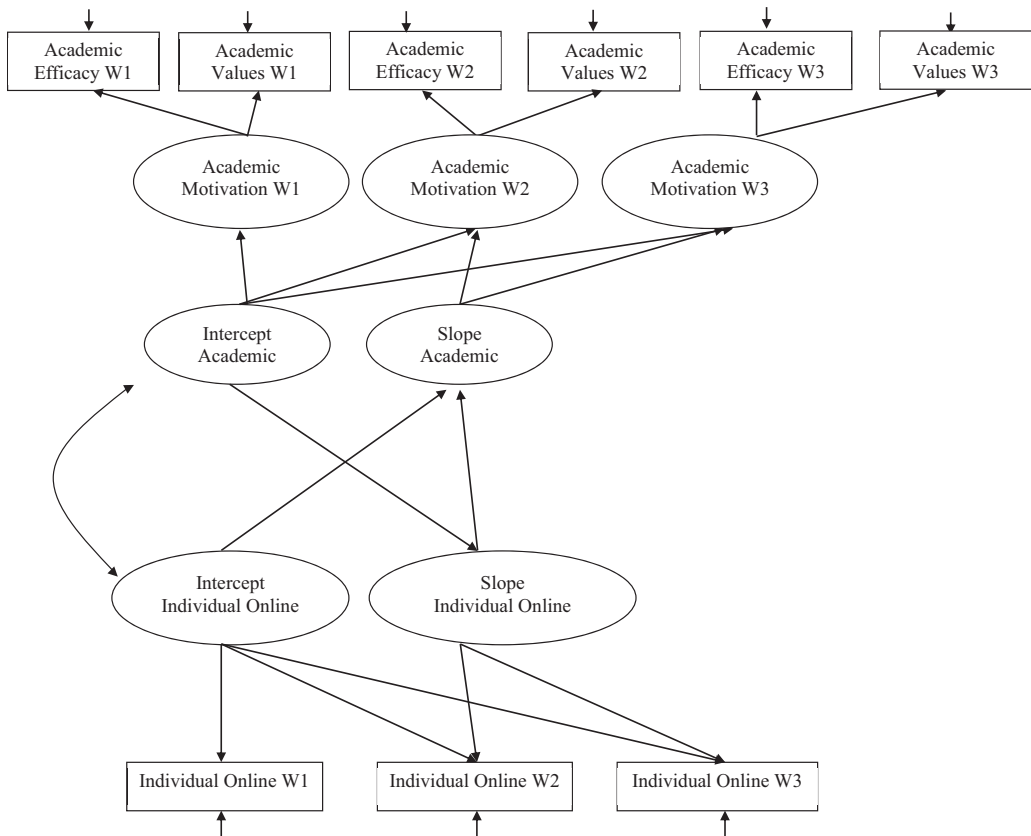 Academic
Efficacy W1
Academic
Values W1
Academic
Efficacy W2
Academic
Values W2
Academic
Efficacy W3
Academic
Values W3
Academic
Motivation W1
Academic
Motivation W2
Academic
Motivation W3
Intercept
Academic
Slope
Academic
Intercept
Individual Online
Slope
Individual Online
Individual Online W1
Individual Online W2
Individual Online W3